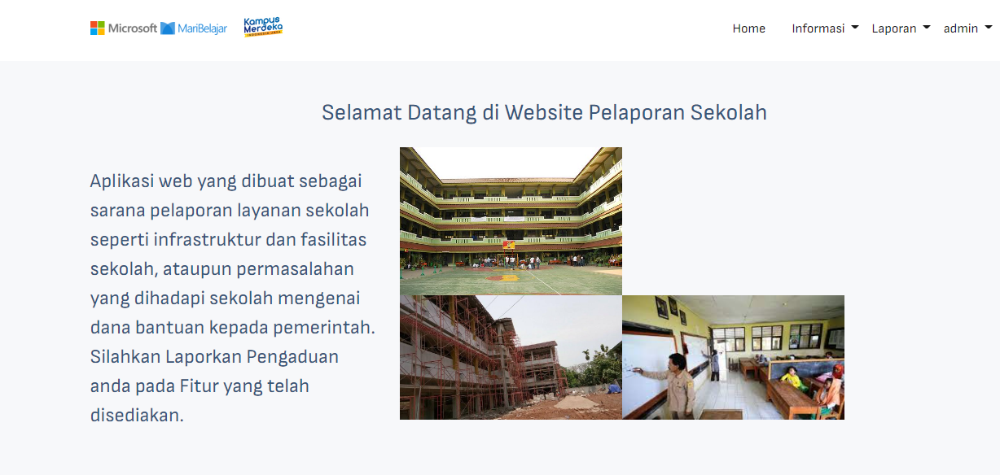 Microsoft MariBelajar Kampus Merdeka INDONESIA JAYA
Home Informasi Laporan admin
Selamat Datang di Website Pelaporan Sekolah
Aplikasi web yang dibuat sebagai
sarana pelaporan layanan sekolah
seperti infrastruktur dan fasilitas
sekolah, ataupun permasalahan
yang dihadapi sekolah mengenai
dana bantuan kepada pemerintah.
Silahkan Laporkan Pengaduan
anda pada Fitur yang telah
disediakan.